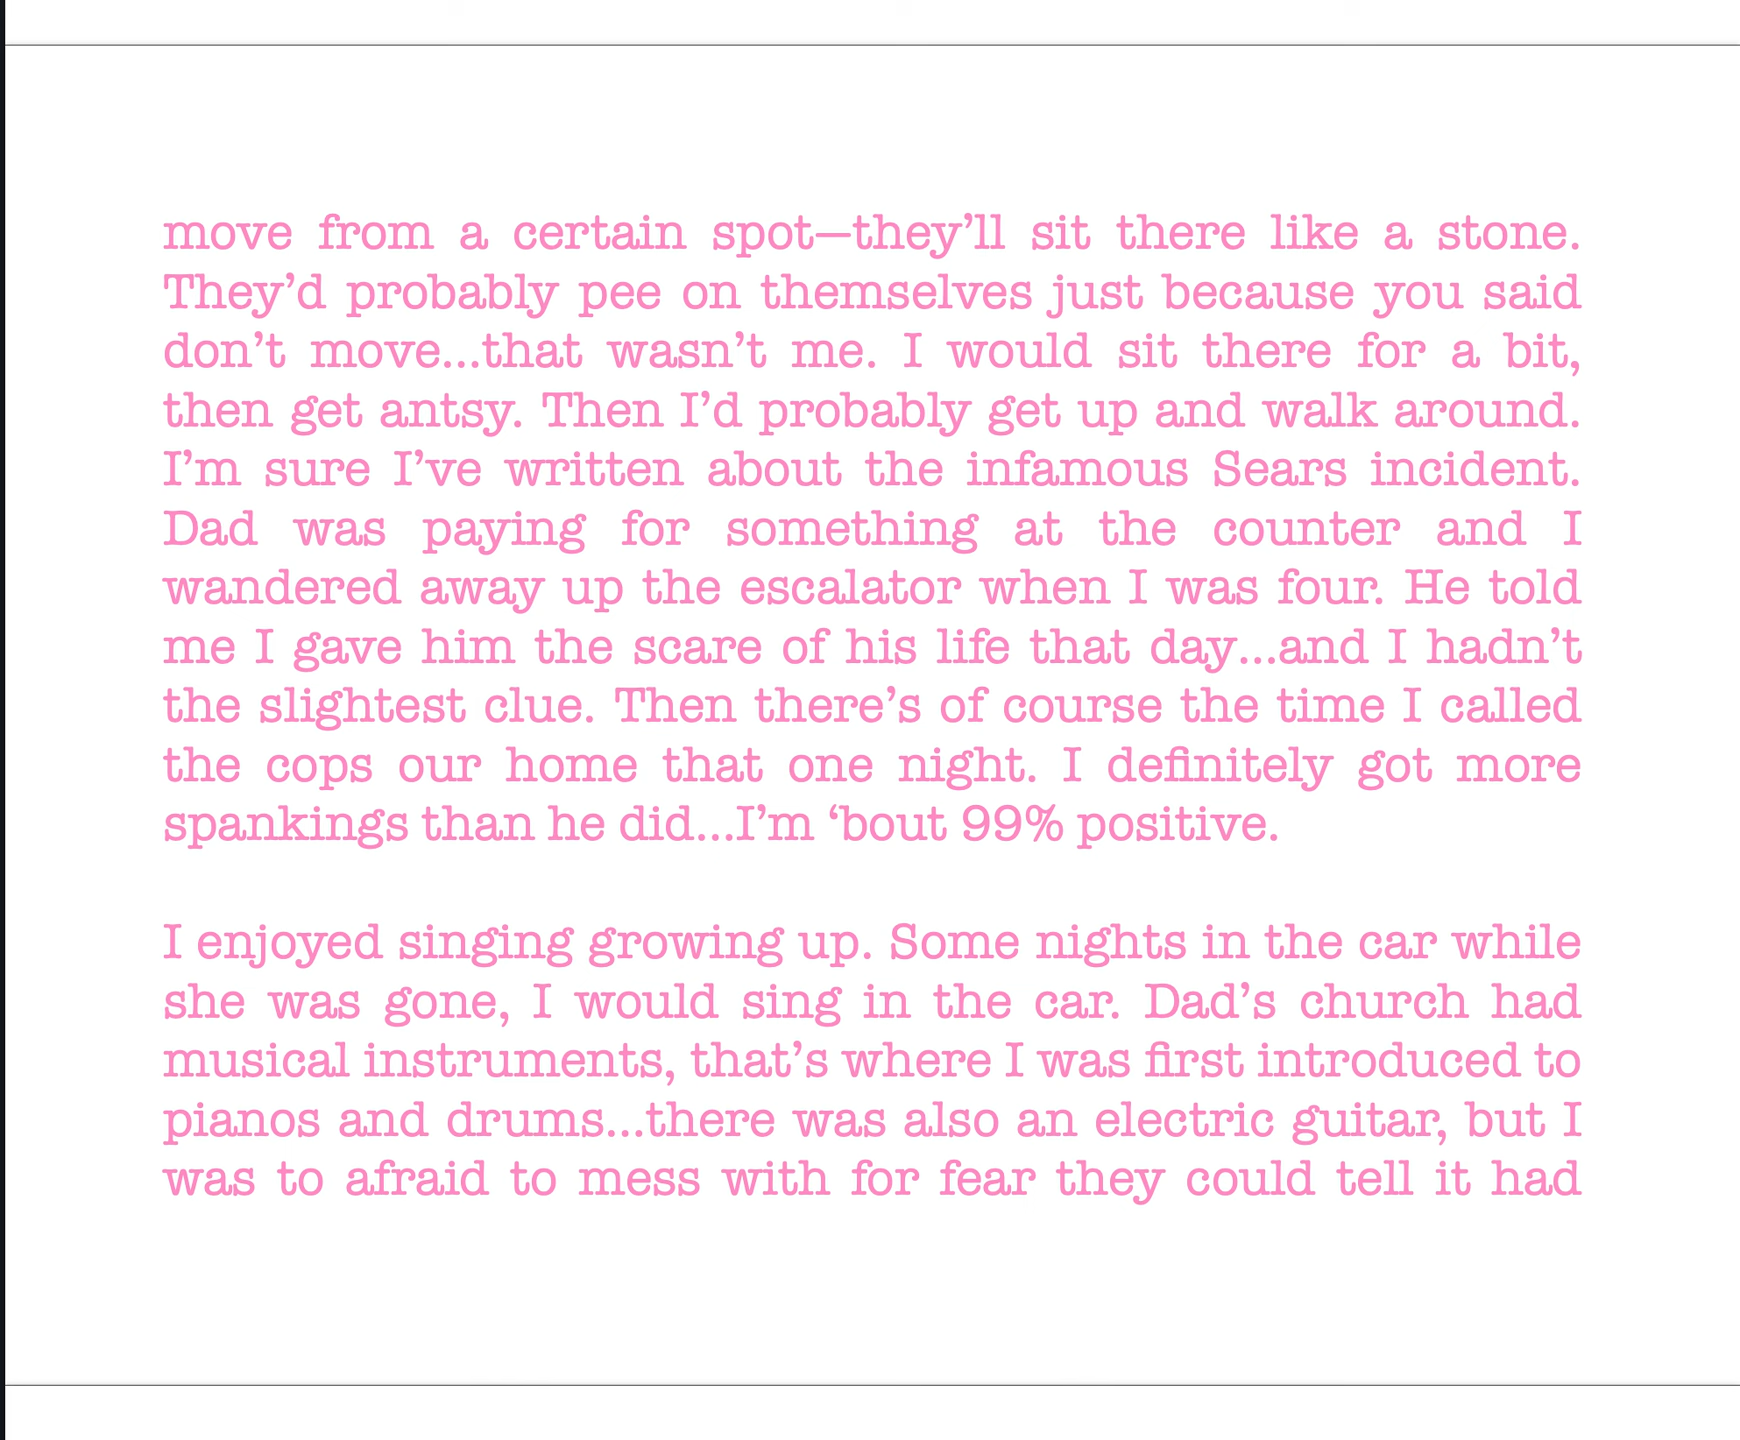 move from a certain spot—they’ll sit there like a stone.
They’d probably pee on themselves just because you said
don’t move...that wasn’t me. I would sit there for a bit,
then get antsy. Then I’d probably get up and walk around.
I’m sure I’ve written about the infamous Sears incident.
Dad was paying for something at the counter and I
wandered away up the escalator when I was four. He told
me I gave him the scare of his life that day...and I hadn’t
the slightest clue. Then there’s of course the time I called
the cops our home that one night. I definitely got more
spankings than he did...I’m ‘bout 99% positive.

I enjoyed singing growing up. Some nights in the car while
she was gone, I would sing in the car. Dad’s church had
musical instruments, that’s where I was first introduced to
pianos and drums...there was also an electric guitar, but I
was to afraid to mess with for fear they could tell it had